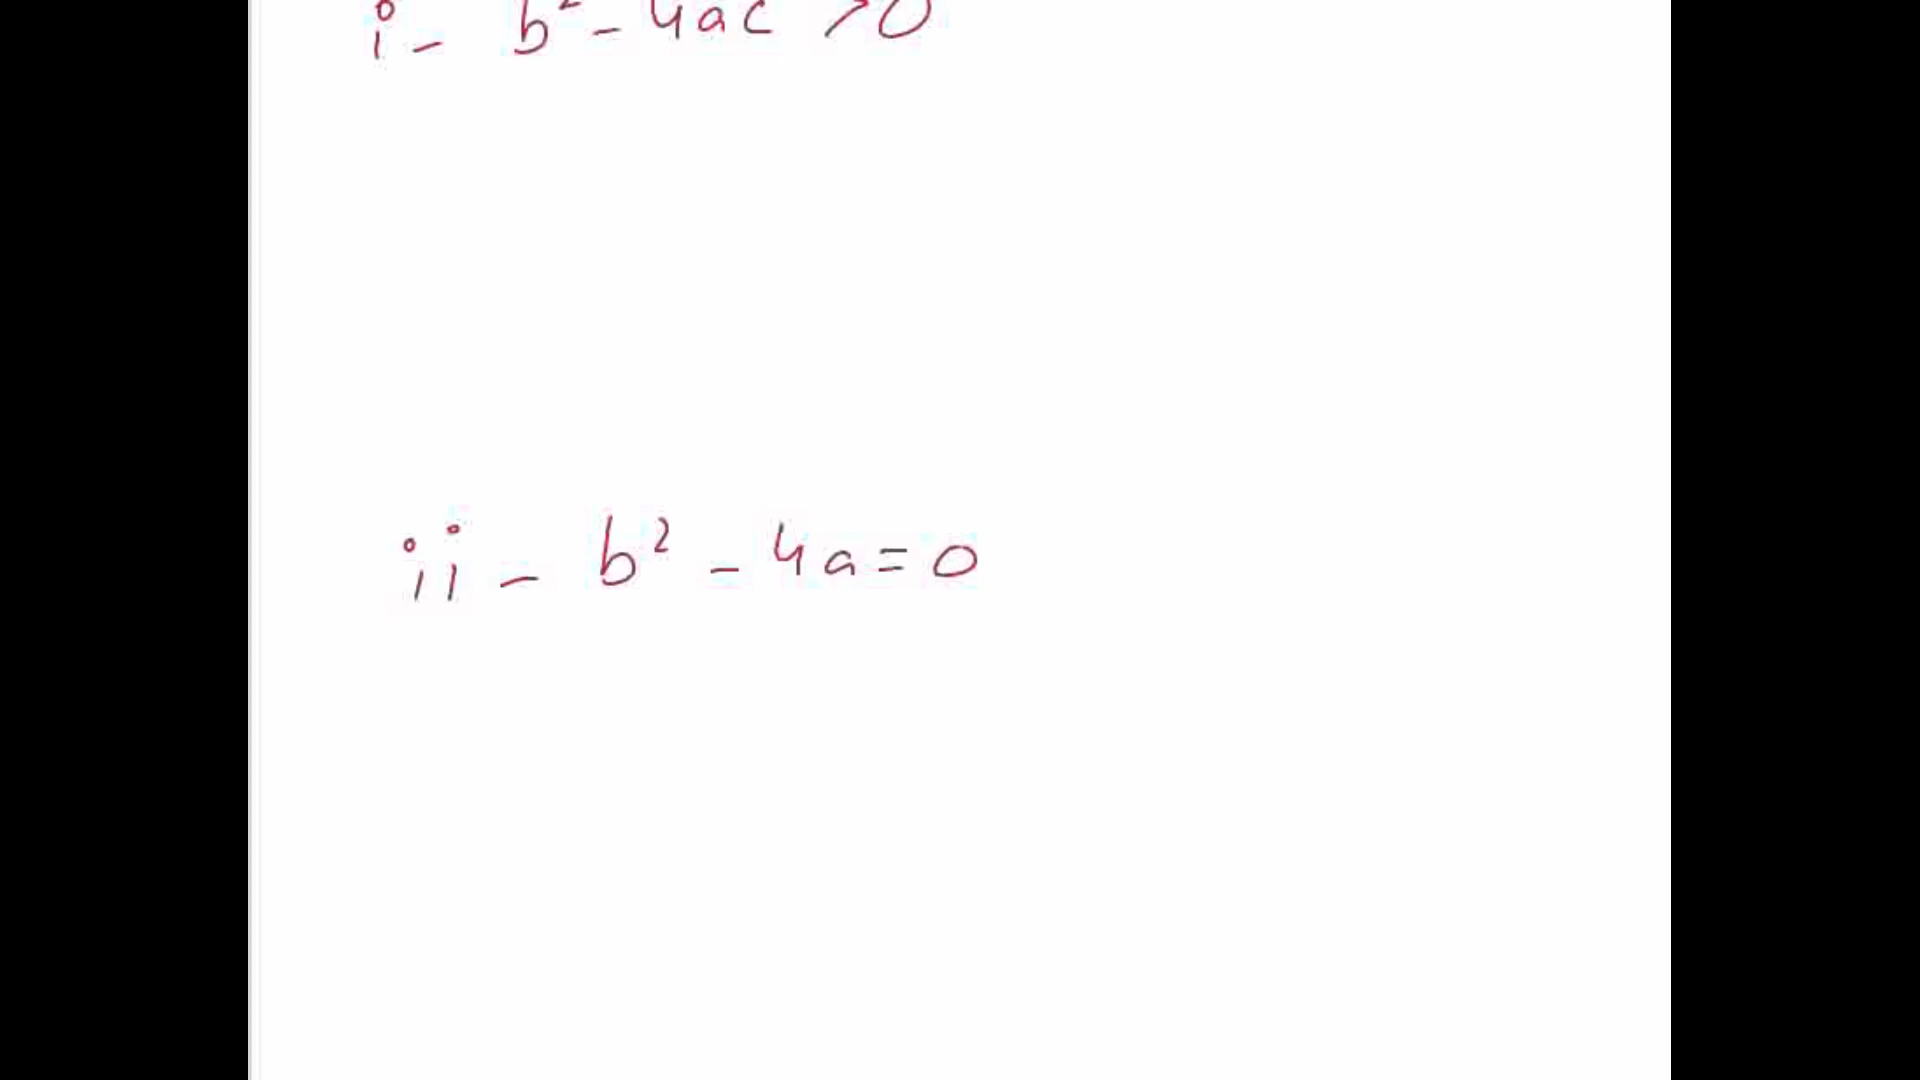 i - b² - 4ac >0
ii - b² - 4a = 0